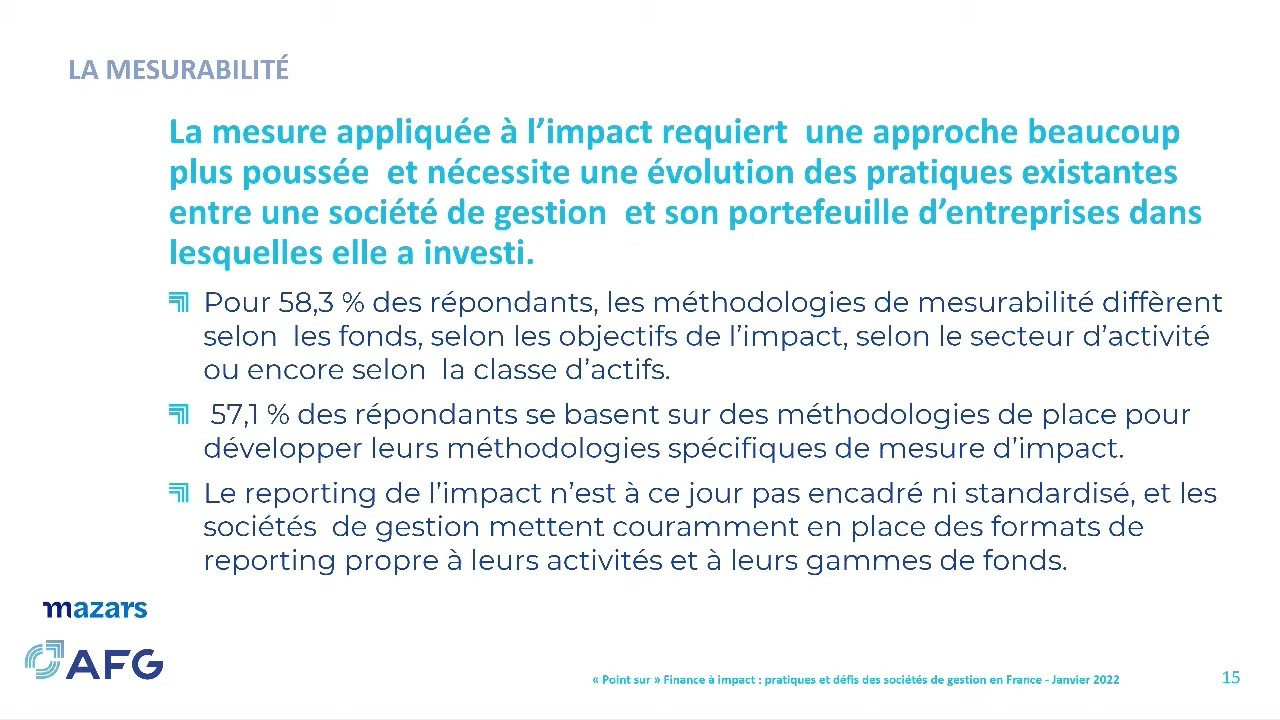 LA MESURABILITÉ
La mesure appliquée à l’impact requiert une approche beaucoup
plus poussée et nécessite une évolution des pratiques existantes
entre une société de gestion et son portefeuille d’entreprises dans
lesquelles elle a investi.
Pour 58,3 % des répondants, les méthodologies de mesurabilité diffèrent
selon les fonds, selon les objectifs de l’impact, selon le secteur d’activité
ou encore selon la classe d’actifs.
57,1 % des répondants se basent sur des méthodologies de place pour
développer leurs méthodologies spécifiques de mesure d’impact.
Le reporting de l’impact n’est à ce jour pas encadré ni standardisé, et les
sociétés de gestion mettent couramment en place des formats de
reporting propre à leurs activités et à leurs gammes de fonds.
mazars
AFG
« Point sur » Finance à impact : pratiques et défis des sociétés de gestion en France - Janvier 2022
15